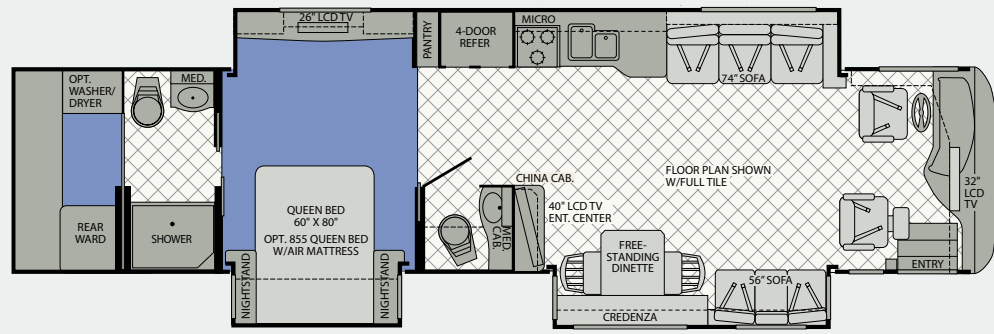 26" LCD TV
PANTRY
4-DOOR
REFER
MICRO
74" SOFA
OPT.
WASHER/
DRYER
MED.
REAR
WARD
SHOWER
QUEEN BED
60" X 80"
OPT. 855 QUEEN BED
W/AIR MATTRESS
NIGHTSTAND
NIGHTSTAND
CHINA CAB.
MED.
CAB.
40" LCD TV
ENT. CENTER
FLOOR PLAN SHOWN
W/FULL TILE
32"
LCD
TV
FREE-
STANDING
DINETTE
CREDENZA
56" SOFA
ENTRY